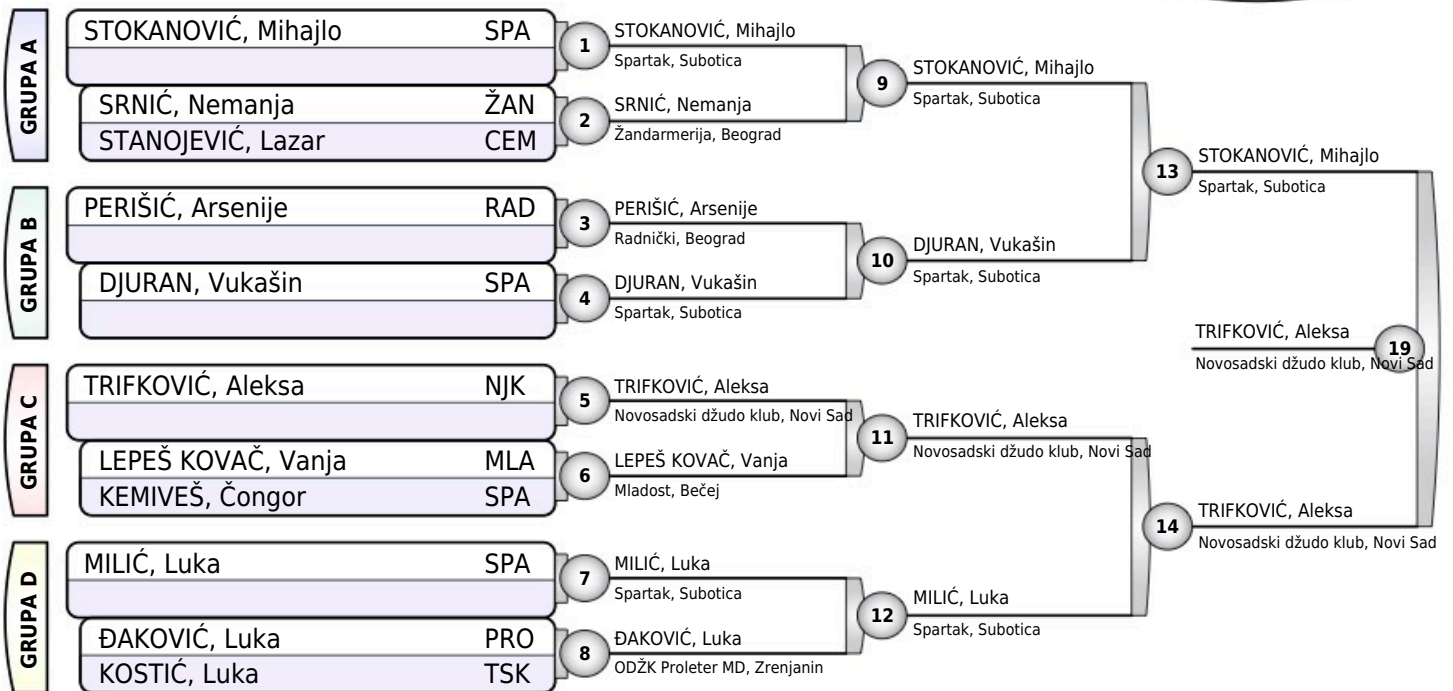 GRUPA A
STOKANOVIĆ, Mihajlo SPA
SRNIĆ, Nemanja ŽAN
STANOJEVIĆ, Lazar CEM
GRUPA B
PERIŠIĆ, Arsenije RAD
DJURAN, Vukašin SPA
GRUPA C
TRIFKOVIĆ, Aleksa NJK
LEPEŠ KOVAČ, Vanja MLA
KEMIVEŠ, Čongor SPA
GRUPA D
MILIĆ, Luka SPA
ĐAKOVIĆ, Luka PRO
KOSTIĆ, Luka TSK
1
STOKANOVIĆ, Mihajlo
Spartak, Subotica
2
SRNIĆ, Nemanja
Žandarmerija, Beograd
3
PERIŠIĆ, Arsenije
Radnički, Beograd
4
DJURAN, Vukašin
Spartak, Subotica
5
TRIFKOVIĆ, Aleksa
Novosadski džudo klub, Novi Sad
6
LEPEŠ KOVAČ, Vanja
Mladost, Bečej
7
MILIĆ, Luka
Spartak, Subotica
8
ĐAKOVIĆ, Luka
ODŽK Proleter MD, Zrenjanin
9
STOKANOVIĆ, Mihajlo
Spartak, Subotica
10
DJURAN, Vukašin
Spartak, Subotica
11
TRIFKOVIĆ, Aleksa
Novosadski džudo klub, Novi Sad
12
MILIĆ, Luka
Spartak, Subotica
13
STOKANOVIĆ, Mihajlo
Spartak, Subotica
14
TRIFKOVIĆ, Aleksa
Novosadski džudo klub, Novi Sad
19
TRIFKOVIĆ, Aleksa
Novosadski džudo klub, Novi Sad